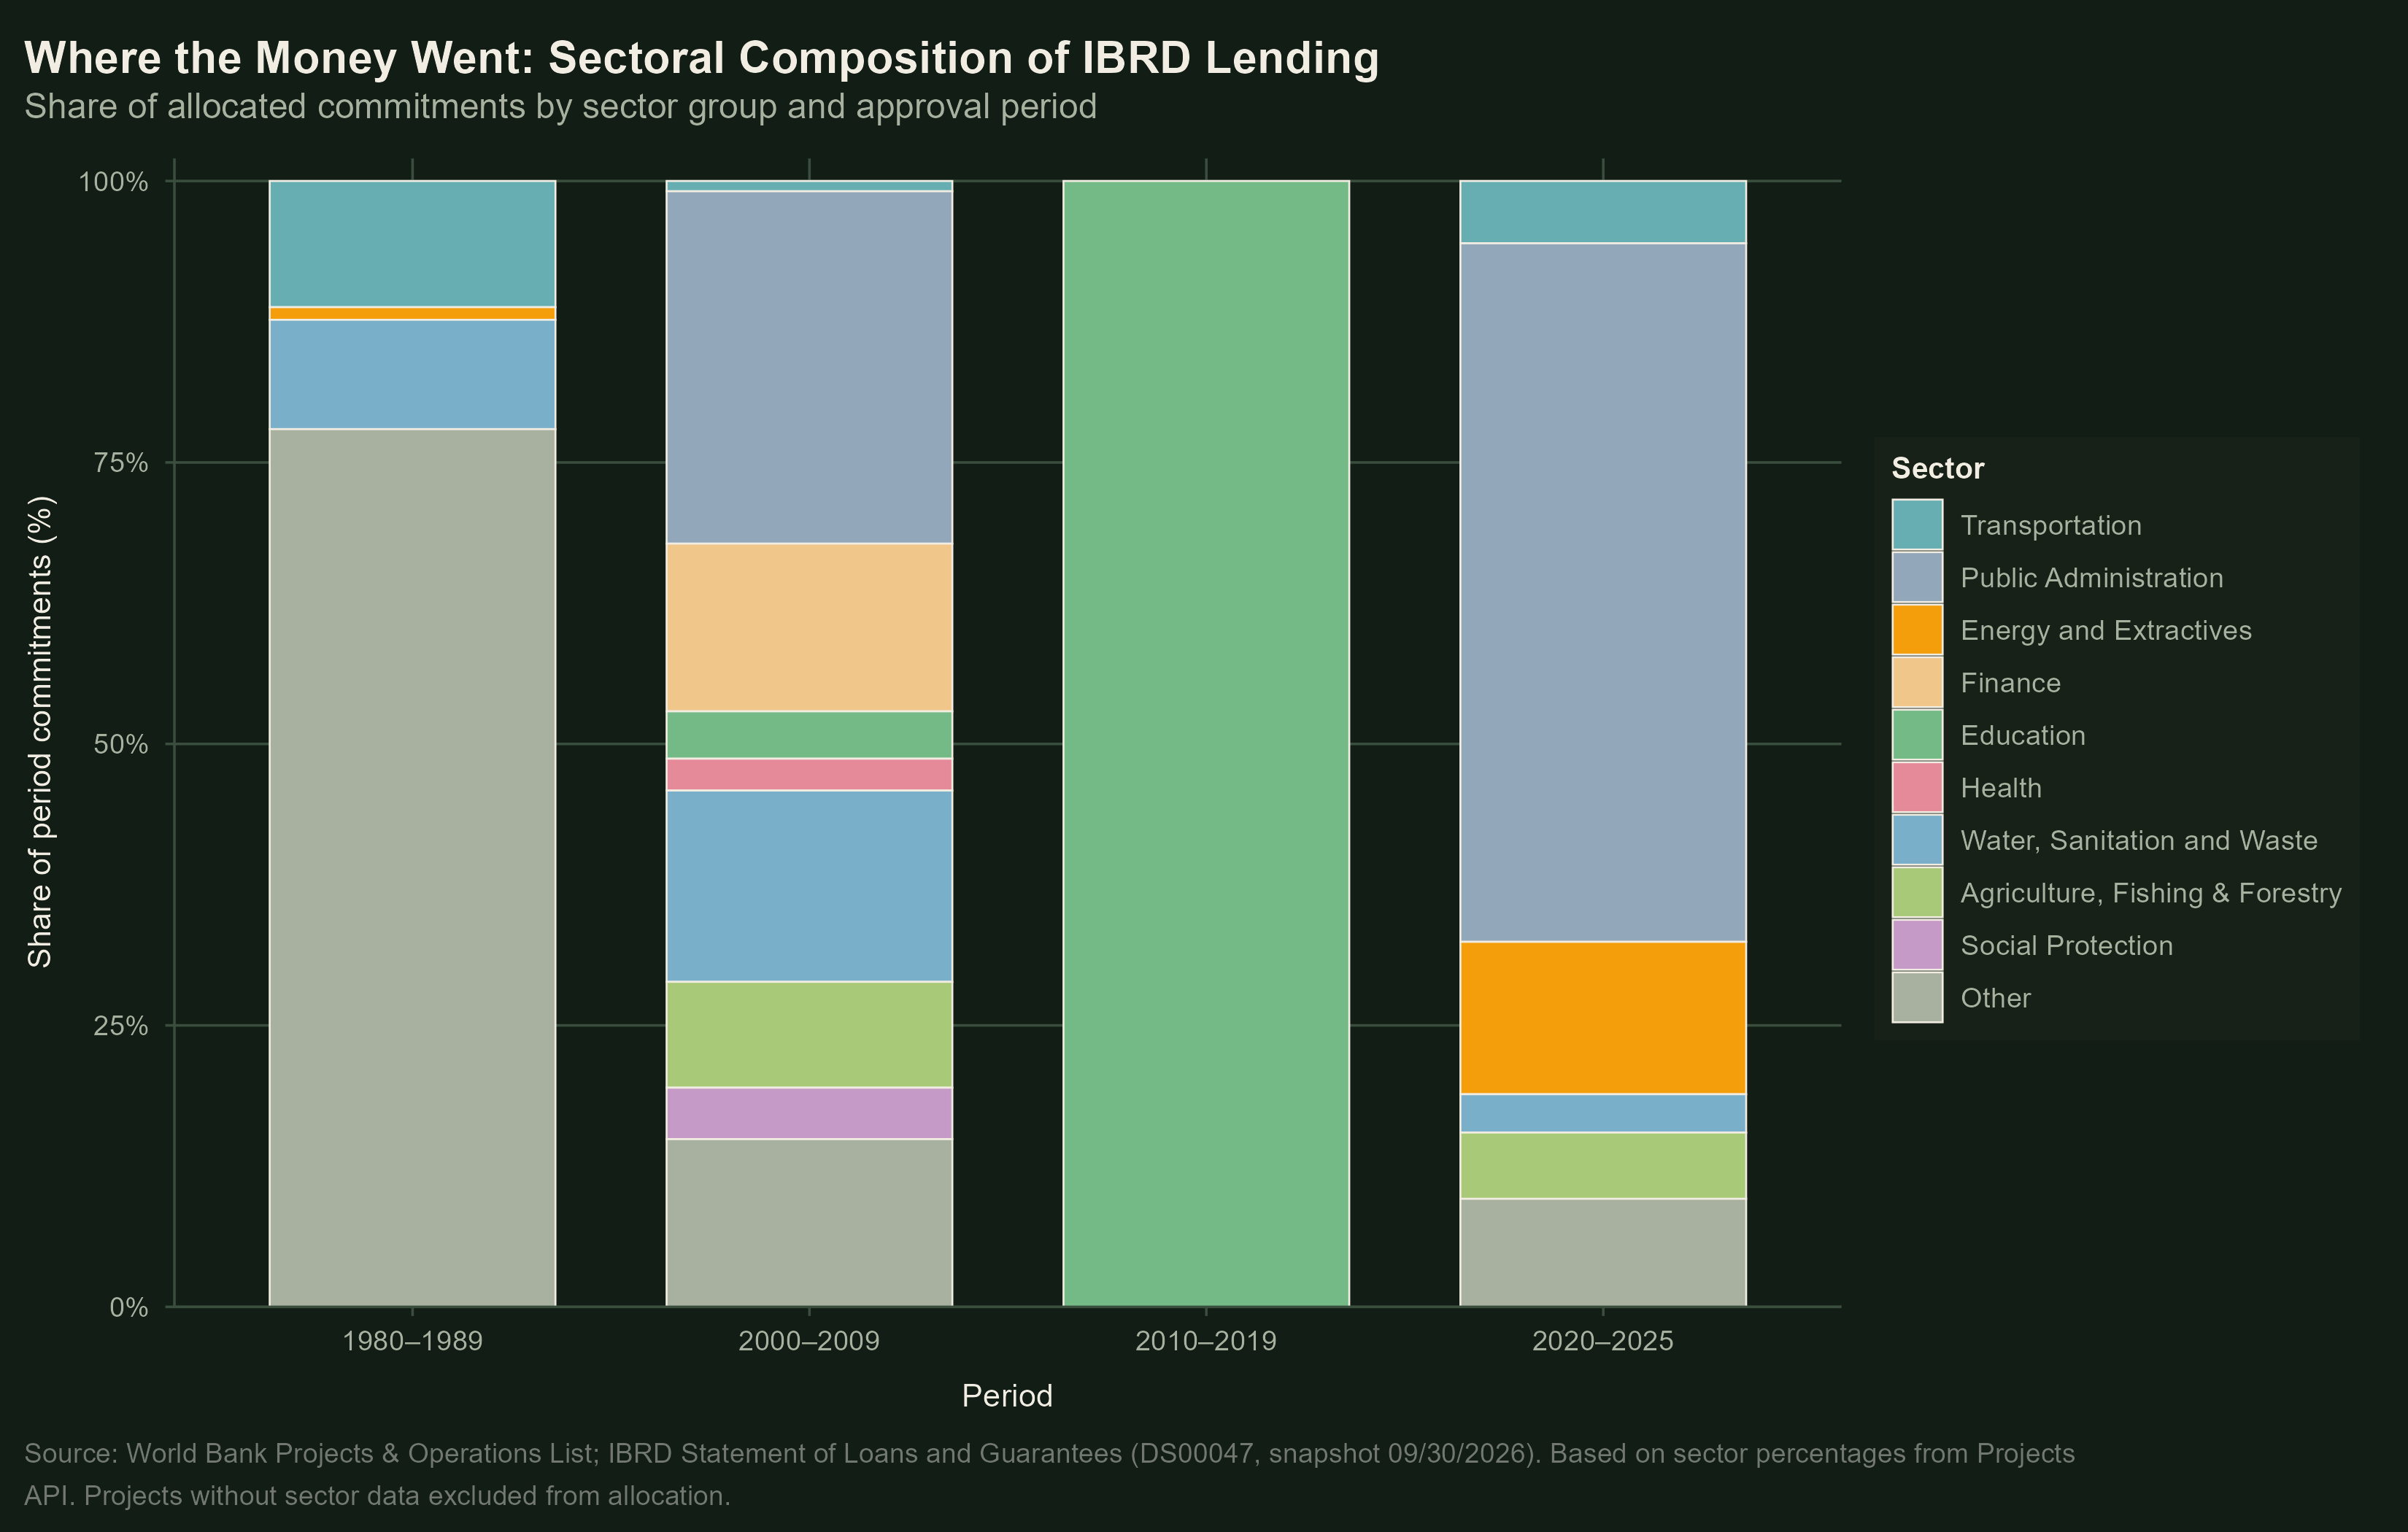 Where the Money Went: Sectoral Composition of IBRD Lending
Share of allocated commitments by sector group and approval period
Share of period commitments (%)
100%
75%
50%
25%
0%
1980–1989
2000–2009
2010–2019
2020–2025
Period
Sector
Transportation
Public Administration
Energy and Extractives
Finance
Education
Health
Water, Sanitation and Waste
Agriculture, Fishing & Forestry
Social Protection
Other
Source: World Bank Projects & Operations List; IBRD Statement of Loans and Guarantees (DS00047, snapshot 09/30/2026). Based on sector percentages from Projects
API. Projects without sector data excluded from allocation.